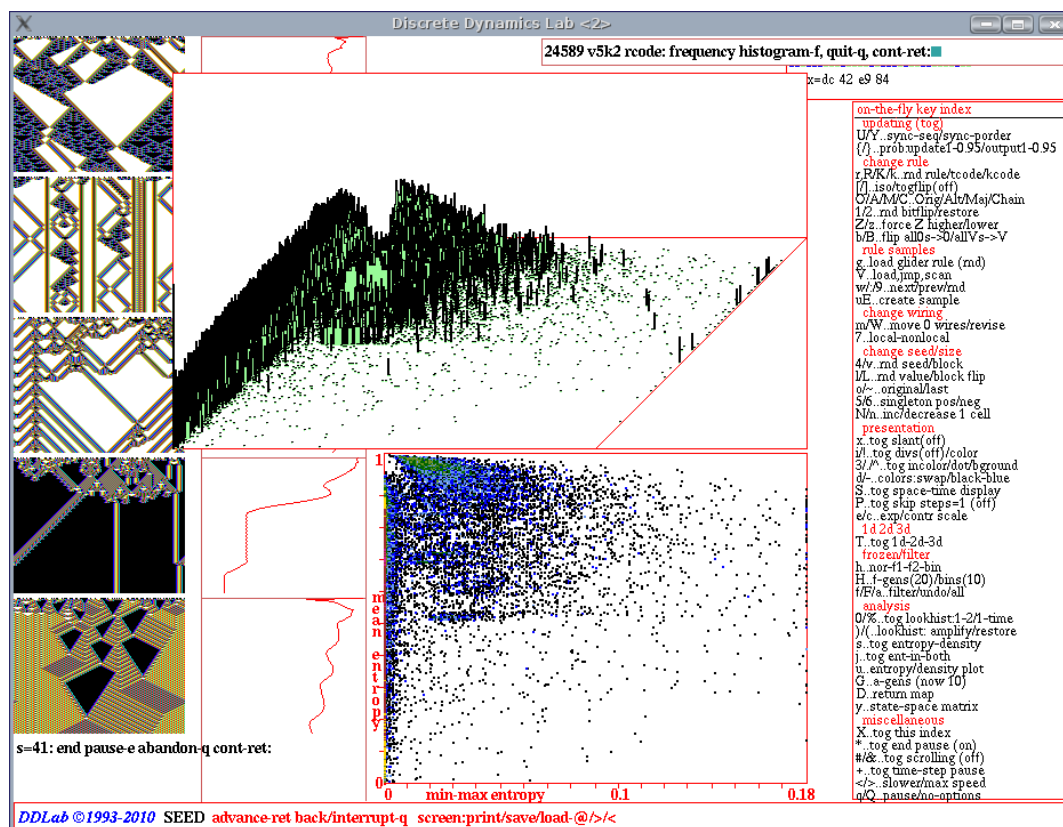 Discrete Dynamics Lab <2>
24589 v5k2 rcode: frequency histogram-f, quit-q, cont-ret:
x=dc 42 e9 84
on-the-fly key index
updating (tog)
U/Y..sync-seq/sync-porder
{/}..prob:update1-0.95/output1-0.95
change rule
r,R/K/k..rnd rule/tcode/kcode
[/]..iso/togflip(off)
O/A/M/C..Orig/Alt/Maj/Chain
1/2..rnd bitflip/restore
Z/z..force Z higher/lower
b/B..flip all0s->0/allVs->V
rule samples
g..load glider rule (rnd)
V..load,jmp,scan
w/:/9..next/prev/rnd
uE..create sample
change wiring
m/W..move 0 wires/revise
7..local-nonlocal
change seed/size
4/v..rnd seed/block
l/L..rnd value/block flip
o/~..original/last
5/6..singleton pos/neg
N/n..inc/decrease 1 cell
presentation
x..tog slant(off)
i/!..tog divs(off)/color
3/./^..tog incolor/dot/bground
d/-..colors:swap/black-blue
S..tog space-time display
P..tog skip steps=1 (off)
e/c..exp/contr scale
1d 2d 3d
T..tog 1d-2d-3d
frozen/filter
h..nor-f1-f2-bin
H..f-gens(20)/bins(10)
f/F/a..filter/undo/all
analysis
0/%..tog lookhist:1-2/1-time
)/(..lookhist: amplify/restore
s..tog entropy-density
j..tog ent-in-both
u..entropy/density plot
G..a-gens (now 10)
D..return map
y..state-space matrix
miscellaneous
X..tog this index
*..tog end pause (on)
#/&..tog scrolling (off)
+..tog time-step pause
</>..slower/max speed
q/Q..pause/no-options
1
mean entropy
0
0 min-max entropy 0.1 0.18
s=41: end pause-e abandon-q cont-ret:
DDLab ©1993-2010 SEED advance-ret back/interrupt-q screen:print/save/load-@/>/<